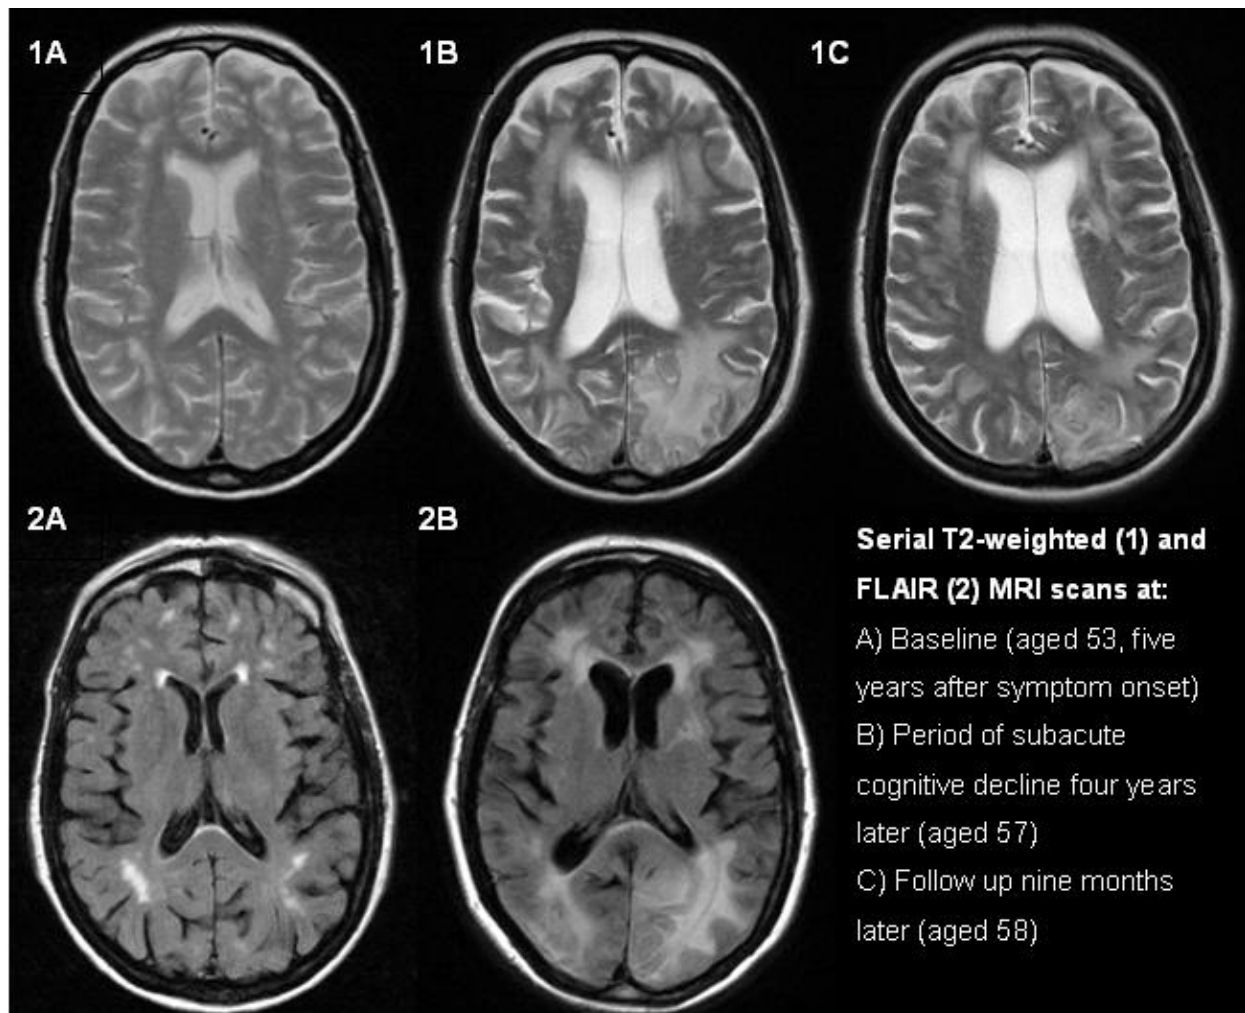 1A
1B
1C
2A
2B
Serial T2-weighted (1) and
FLAIR (2) MRI scans at:
A) Baseline (aged 53, five
years after symptom onset)
B) Period of subacute
cognitive decline four years
later (aged 57)
C) Follow up nine months
later (aged 58)